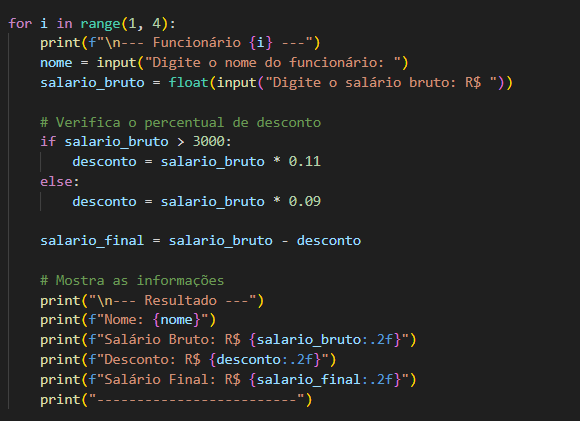 for i in range(1, 4):
    print(f"\n--- Funcionário {i} ---")
    nome = input("Digite o nome do funcionário: ")
    salario_bruto = float(input("Digite o salário bruto: R$ "))

    # Verifica o percentual de desconto
    if salario_bruto > 3000:
        desconto = salario_bruto * 0.11
    else:
        desconto = salario_bruto * 0.09

    salario_final = salario_bruto - desconto

    # Mostra as informações
    print("\n--- Resultado ---")
    print(f"Nome: {nome}")
    print(f"Salário Bruto: R$ {salario_bruto:.2f}")
    print(f"Desconto: R$ {desconto:.2f}")
    print(f"Salário Final: R$ {salario_final:.2f}")
    print("-------------------------")